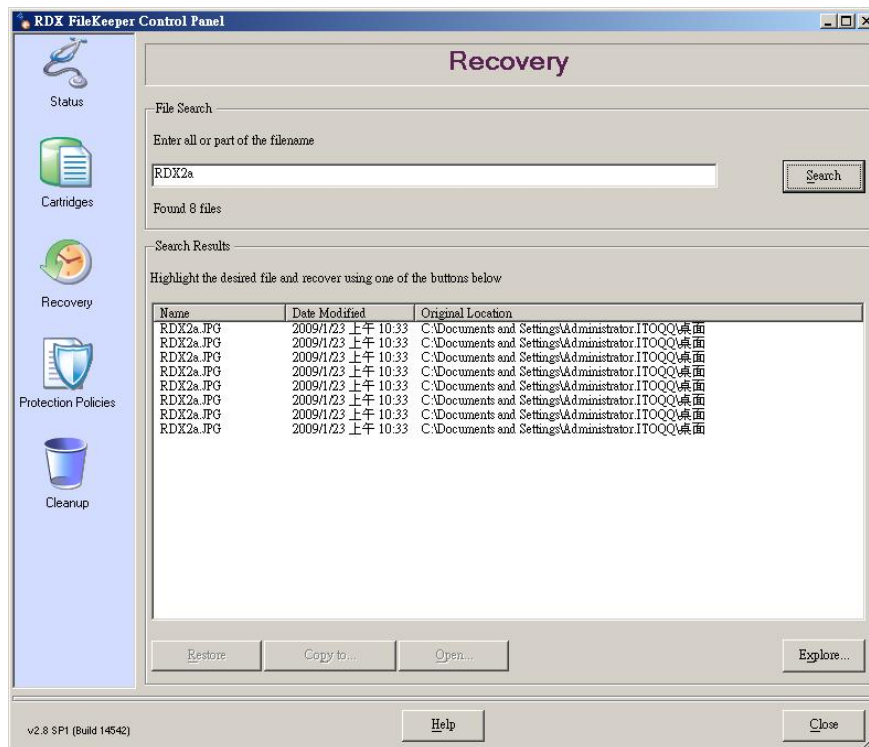 RDX FileKeeper Control Panel
Status
Cartridges
Recovery
Protection Policies
Cleanup
Recovery
File Search
Enter all or part of the filename
RDX2a
Search
Found 8 files
Search Results
Highlight the desired file and recover using one of the buttons below
Name Date Modified Original Location
RDX2a.JPG 2009/1/23 上午 10:33 C:\Documents and Settings\Administrator.ITOQQ\桌面
RDX2a.JPG 2009/1/23 上午 10:33 C:\Documents and Settings\Administrator.ITOQQ\桌面
RDX2a.JPG 2009/1/23 上午 10:33 C:\Documents and Settings\Administrator.ITOQQ\桌面
RDX2a.JPG 2009/1/23 上午 10:33 C:\Documents and Settings\Administrator.ITOQQ\桌面
RDX2a.JPG 2009/1/23 上午 10:33 C:\Documents and Settings\Administrator.ITOQQ\桌面
RDX2a.JPG 2009/1/23 上午 10:33 C:\Documents and Settings\Administrator.ITOQQ\桌面
RDX2a.JPG 2009/1/23 上午 10:33 C:\Documents and Settings\Administrator.ITOQQ\桌面
RDX2a.JPG 2009/1/23 上午 10:33 C:\Documents and Settings\Administrator.ITOQQ\桌面
Restore Copy to... Open... Explore...
v2.8 SP1 (Build 14542) Help Close